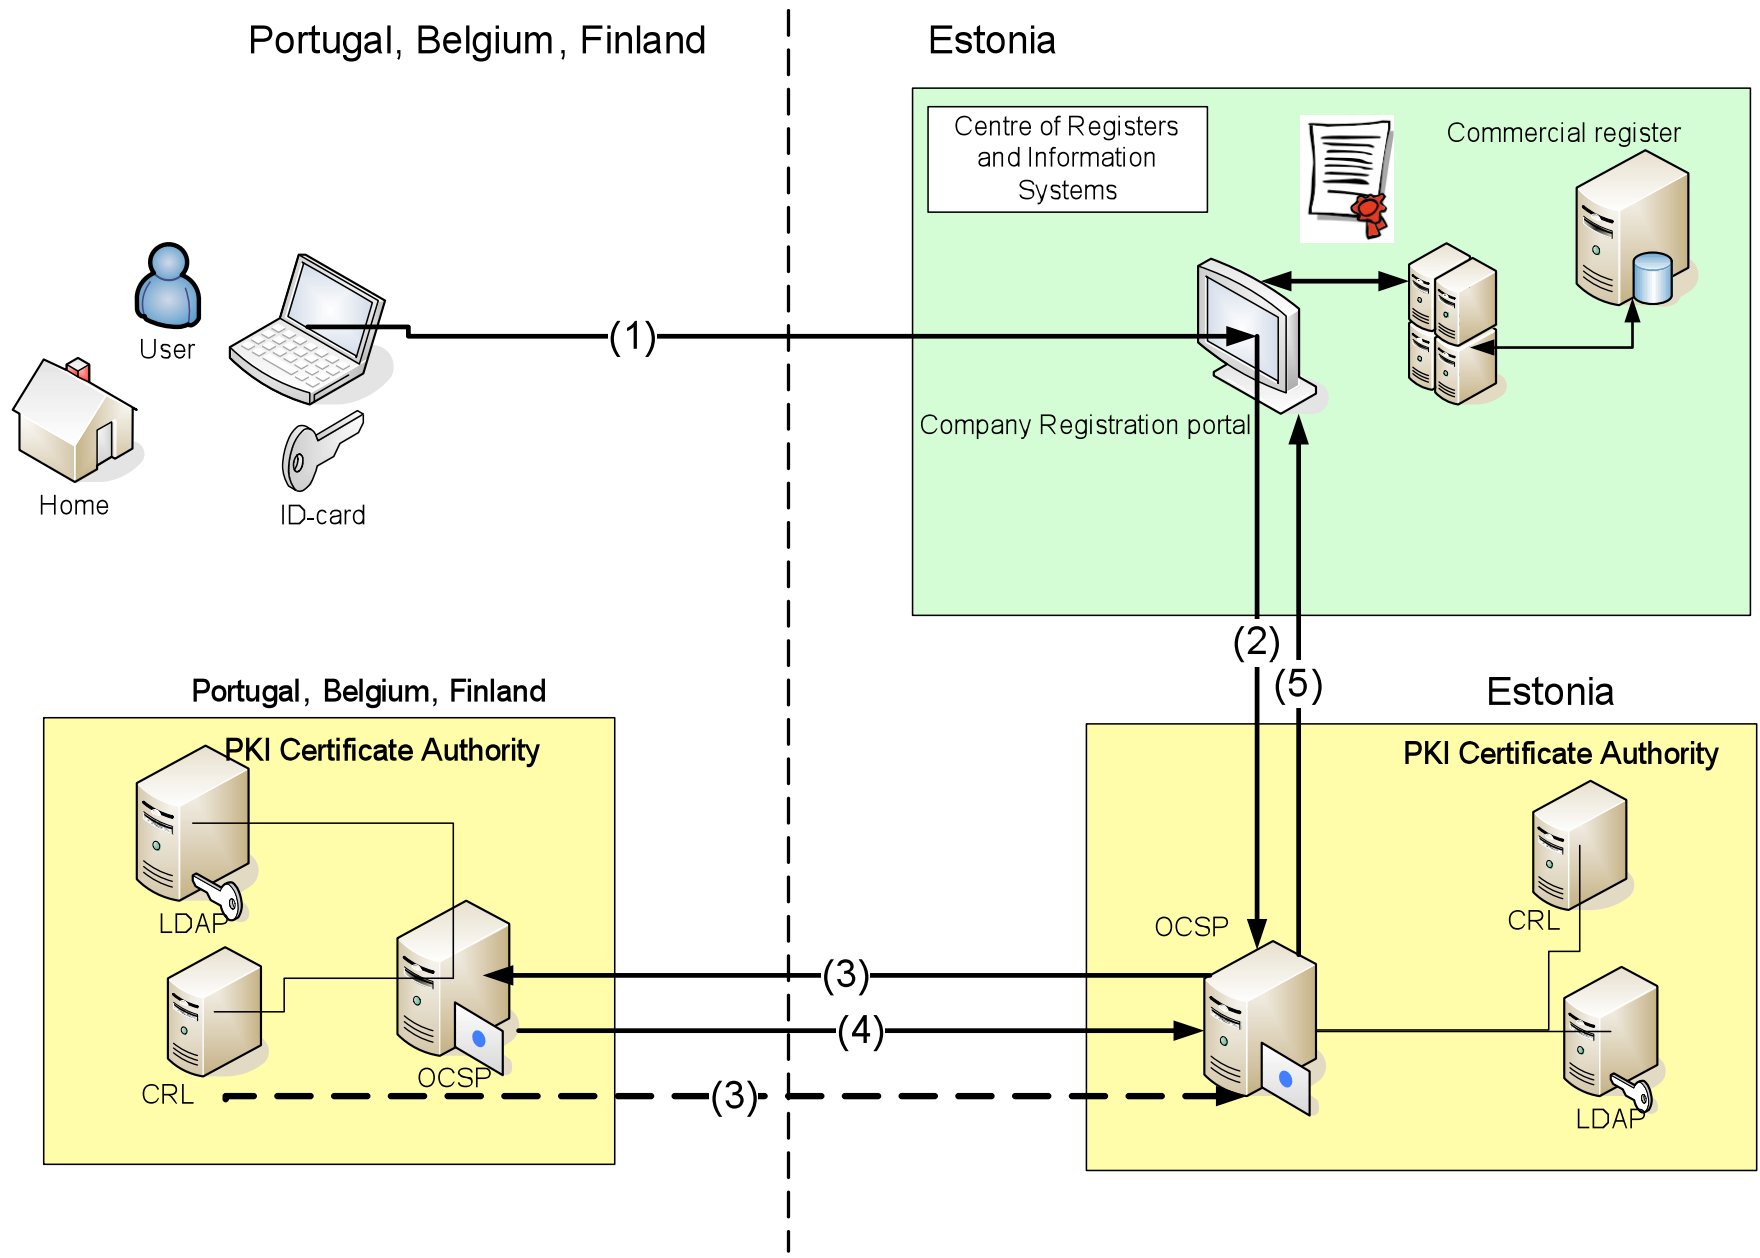 Portugal, Belgium, Finland
Estonia
Centre of Registers
and Information
Systems
Commercial register
User
(1)
Company Registration portal
Home
ID-card
(2)
(5)
Portugal, Belgium, Finland
Estonia
PKI Certificate Authority
PKI Certificate Authority
LDAP
OCSP
CRL
(3)
(4)
OCSP
CRL
(3)
LDAP